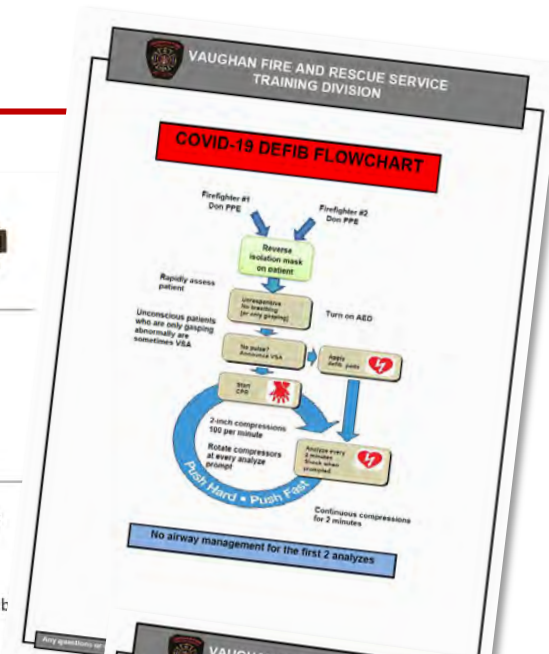 VAUGHAN FIRE AND RESCUE SERVICE
TRAINING DIVISION
COVID-19 DEFIB FLOWCHART
Firefighter #1
Don PPE
Firefighter #2
Don PPE
Reverse
isolation mask
on patient
Rapidly assess
patient
Unresponsive
No breathing
(or only gasping)
Turn on AED
Unconscious patients
who are only gasping
abnormally are
sometimes VSA
No pulse?
Announce VSA
Apply
defib pads
Start
CPR
2-inch compressions
100 per minute
Rotate compressors
at every analyze
prompt
Analyze every
2 minutes
Shock when
prompted
Push Hard • Push Fast
Continuous compressions
for 2 minutes
No airway management for the first 2 analyzes
Any questions or
VAUGHAN